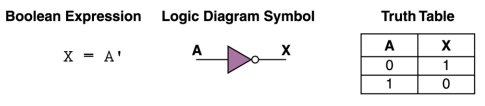 Boolean Expression Logic Diagram Symbol Truth Table
X = A'
A X
A X
0 1
1 0